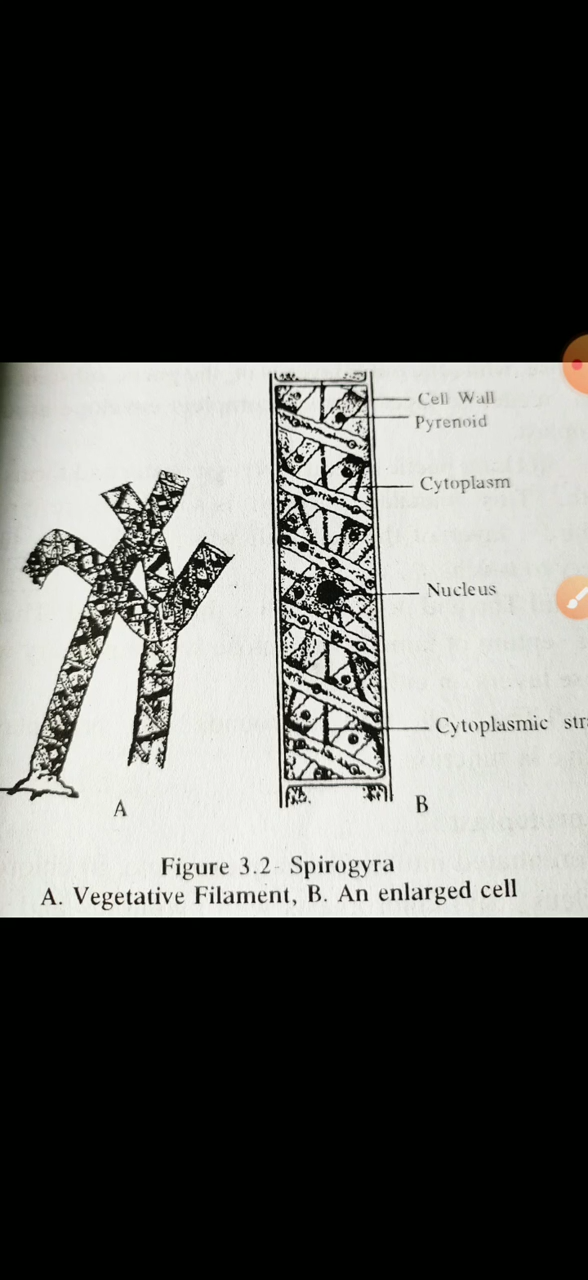 Cell Wall
Pyrenoid
Cytoplasm
Nucleus
Cytoplasmic
A
B
Figure 3.2- Spirogyra
A. Vegetative Filament, B. An enlarged cell